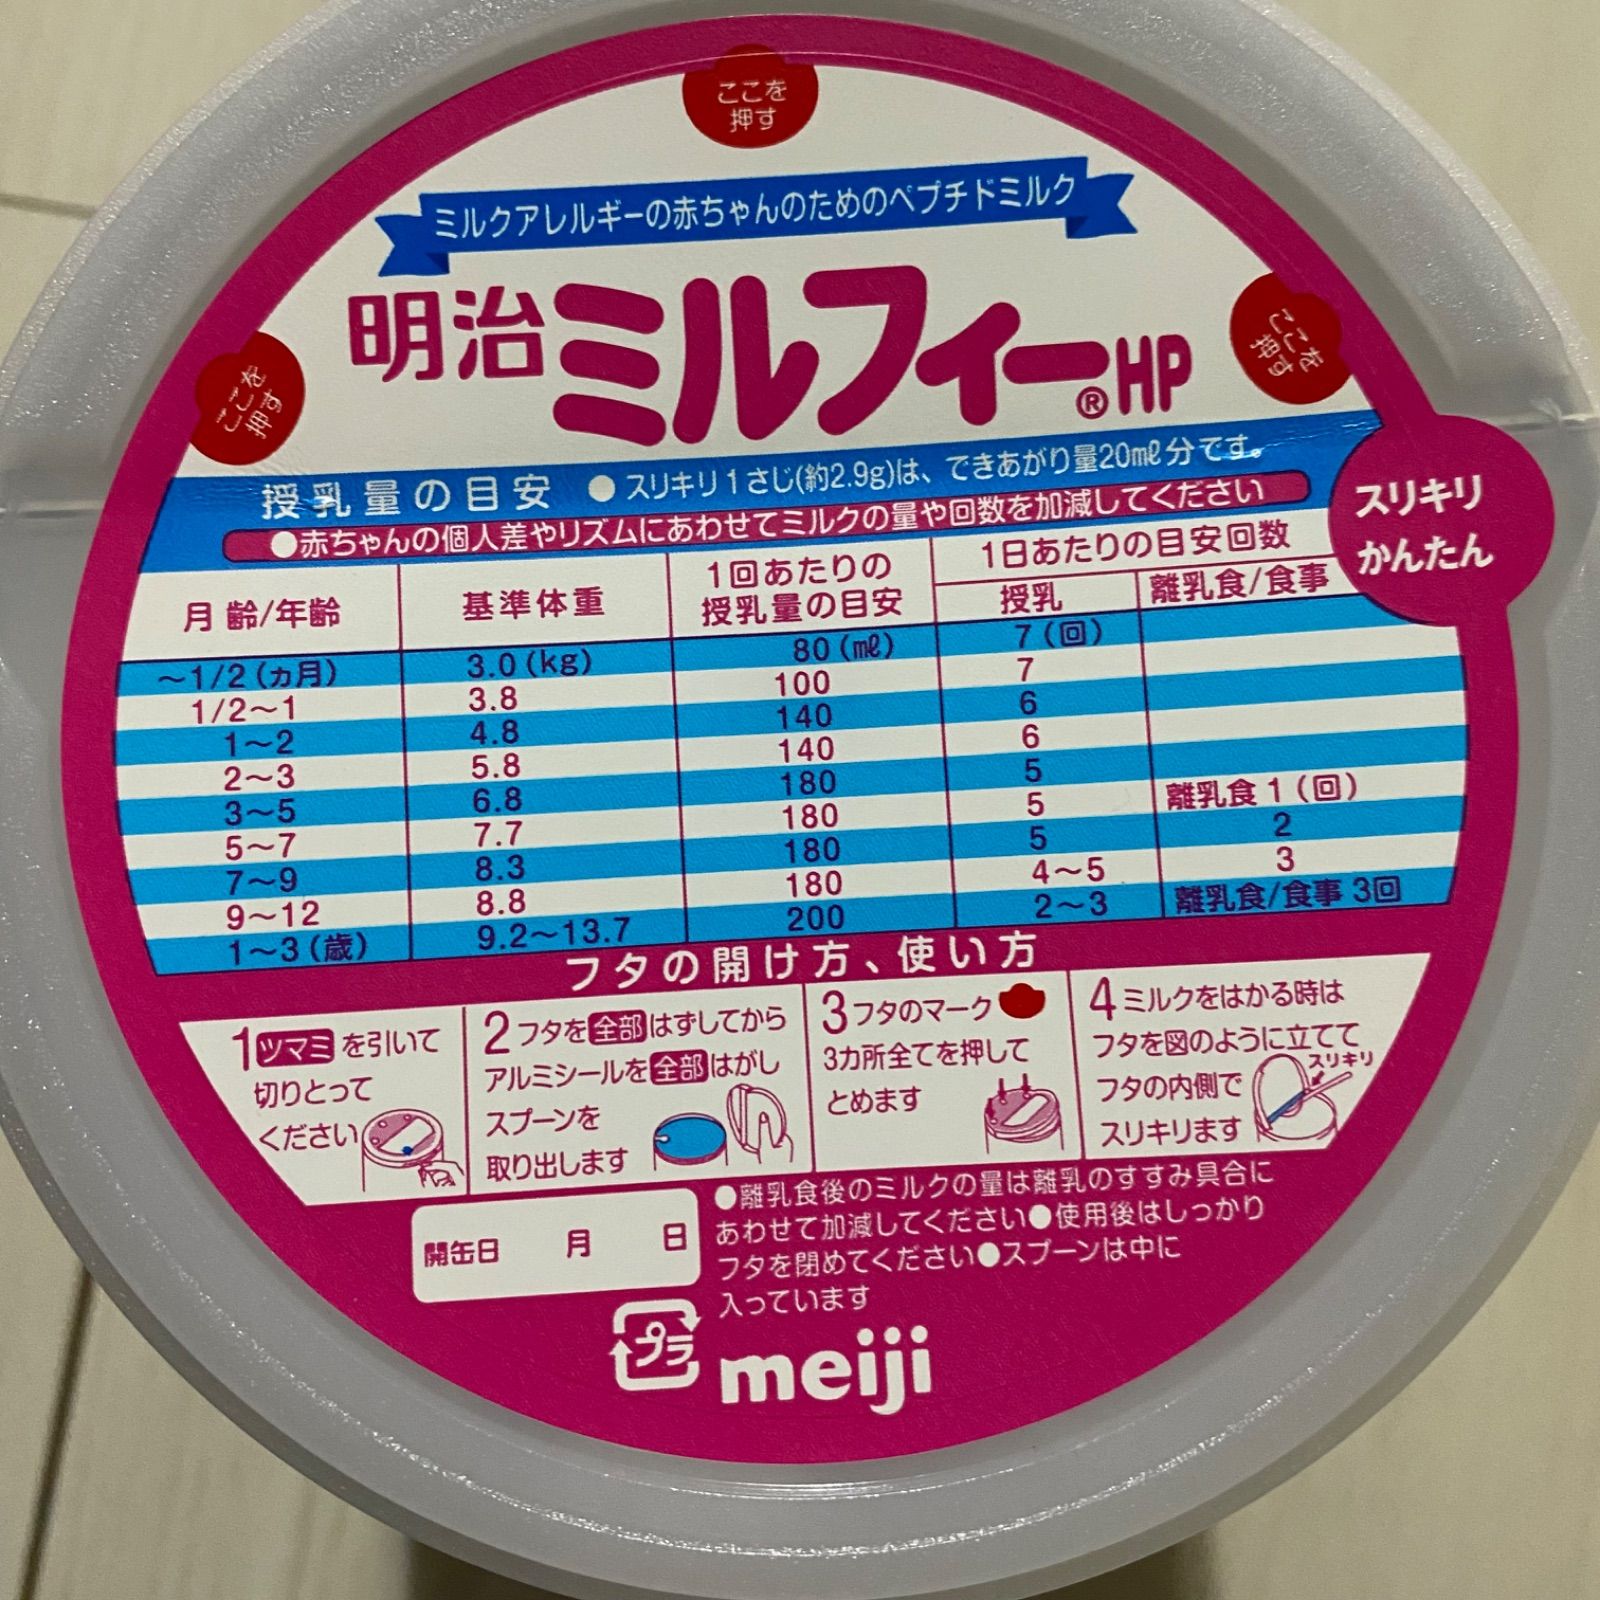 ここを
押す
ミルクアレルギーの赤ちゃんのためのペプチドミルク
明治ミルフィー®HP
ここを
押す
ここを
押す
授乳量の目安 ●スリキリ1さじ(約2.9g)は、できあがり量20mℓ分です。
●赤ちゃんの個人差やリズムにあわせてミルクの量や回数を加減してください
スリキリ
かんたん
月齢/年齢 基準体重 1回あたりの授乳量の目安 1日あたりの目安回数
授乳 離乳食/食事
～1/2(ヵ月) 3.0(kg) 80(mℓ) 7(回)
1/2～1 3.8 100 7
1～2 4.8 140 6
2～3 5.8 140 6
3～5 6.8 180 5
5～7 7.7 180 5 離乳食1(回)
7～9 8.3 180 5 2
9～12 8.8 180 4～5 3
1～3(歳) 9.2～13.7 200 2～3 離乳食/食事3回
フタの開け方、使い方
1ツマミを引いて
切りとって
ください
2フタを全部はずしてから
アルミシールを全部はがし
スプーンを
取り出します
3フタのマーク
3カ所全てを押して
とめます
4ミルクをはかる時は
フタを図のように立てて
フタの内側で
スリキリます
スリキリ
開缶日 月 日
●離乳食後のミルクの量は離乳のすすみ具合に
あわせて加減してください●使用後はしっかり
フタを閉めてください●スプーンは中に
入っています
プラ
meiji